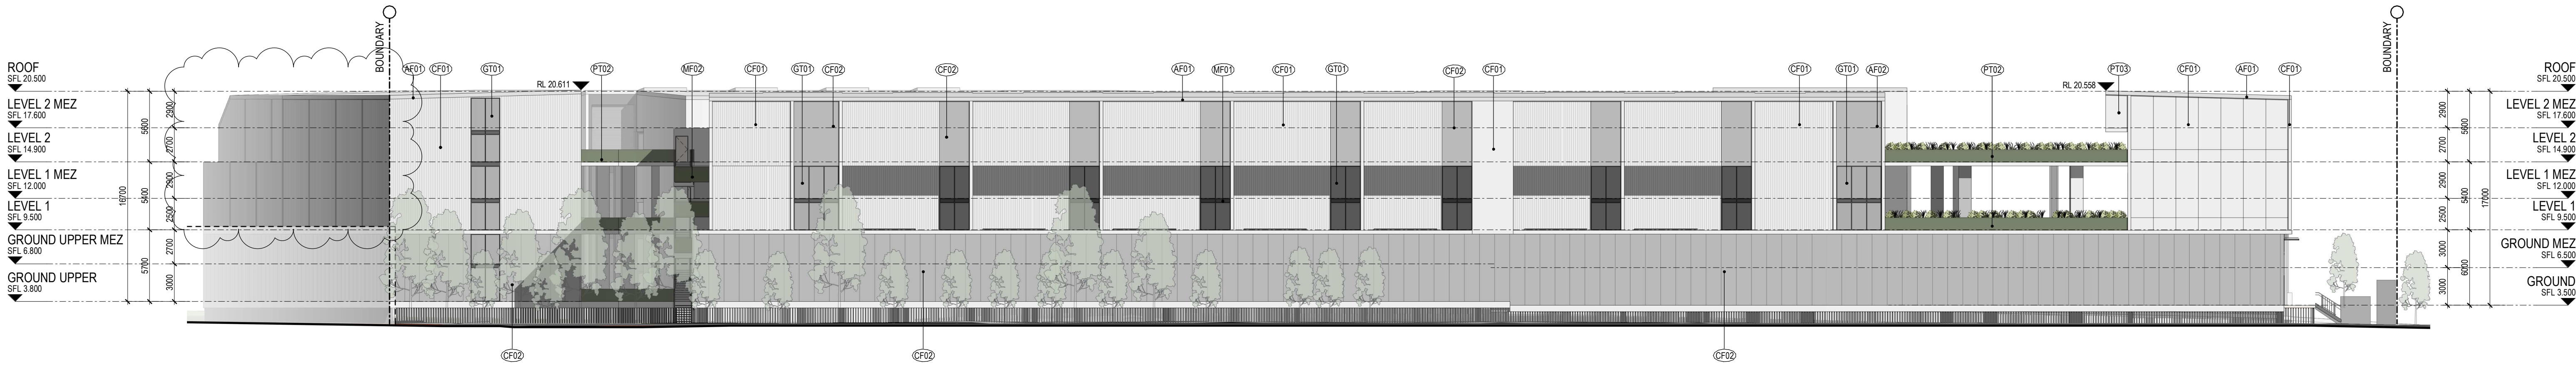 BOUNDARY
BOUNDARY
ROOF
SFL 20.500
LEVEL 2 MEZ
SFL 17.600
LEVEL 2
SFL 14.900
LEVEL 1 MEZ
SFL 12.000
LEVEL 1
SFL 9.500
GROUND UPPER MEZ
SFL 6.800
GROUND UPPER
SFL 3.800
16700
5600
5400
5700
2900
2700
2900
2500
2700
3000
AF01
CF01
GT01
RL 20.611
PT02
MF02
CF01
GT01
CF02
CF02
AF01
MF01
CF01
GT01
CF02
CF01
CF01
GT01
AF02
PT02
RL 20.558
PT03
CF01
AF01
CF01
CF02
CF02
CF02
2900
2700
2900
2500
3000
3000
5600
5400
6000
17000
ROOF
SFL 20.500
LEVEL 2 MEZ
SFL 17.600
LEVEL 2
SFL 14.900
LEVEL 1 MEZ
SFL 12.000
LEVEL 1
SFL 9.500
GROUND MEZ
SFL 6.500
GROUND
SFL 3.500